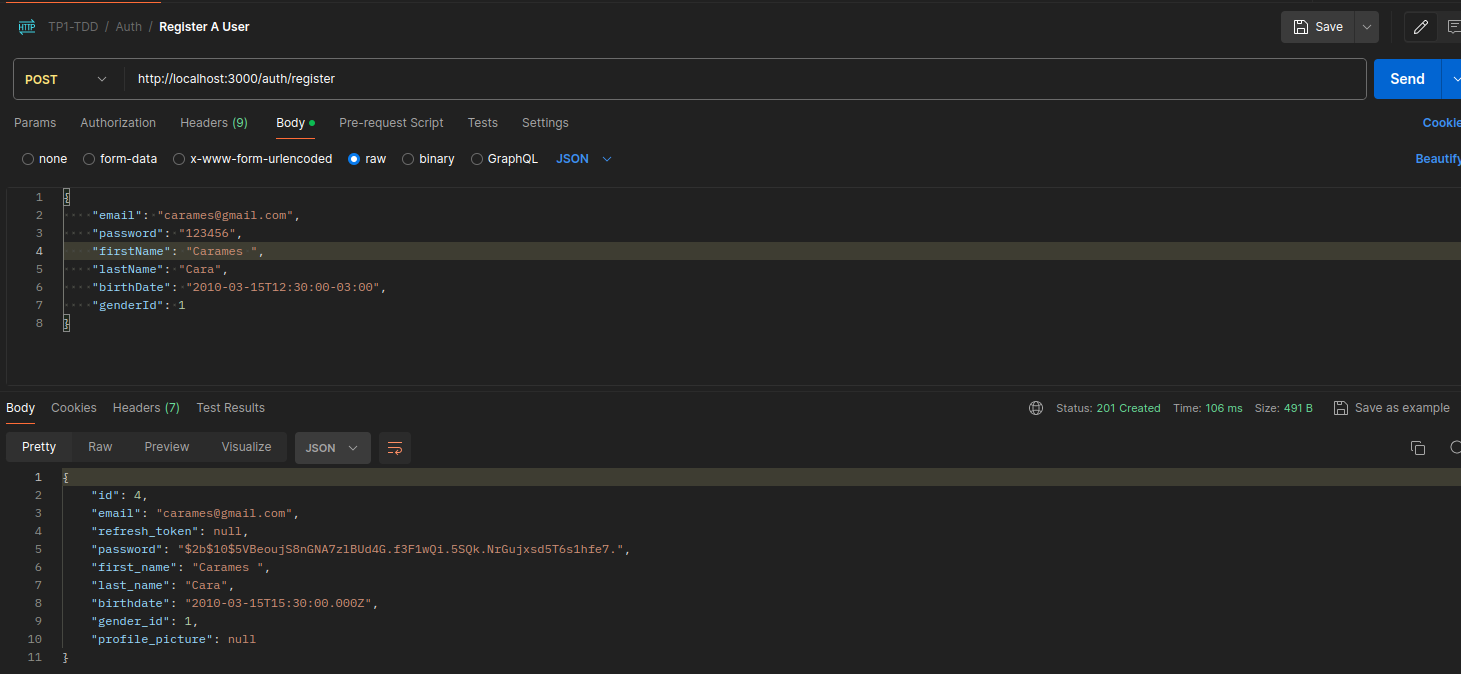 HTTP TP1-TDD / Auth / Register A User Save
POST http://localhost:3000/auth/register Send
Params Authorization Headers (9) Body Pre-request Script Tests Settings Cookie
none form-data x-www-form-urlencoded raw binary GraphQL JSON Beautify
1 {
2 "email": "carames@gmail.com",
3 "password": "123456",
4 "firstName": "Carames ",
5 "lastName": "Cara",
6 "birthDate": "2010-03-15T12:30:00-03:00",
7 "genderId": 1
8 }
Body Cookies Headers (7) Test Results Status: 201 Created Time: 106 ms Size: 491 B Save as example
Pretty Raw Preview Visualize JSON
1 {
2 "id": 4,
3 "email": "carames@gmail.com",
4 "refresh_token": null,
5 "password": "$2b$10$5VBeoujS8nGNA7zlBUd4G.f3F1wQi.5SQk.NrGujxsd5T6s1hfe7.",
6 "first_name": "Carames ",
7 "last_name": "Cara",
8 "birthdate": "2010-03-15T15:30:00.000Z",
9 "gender_id": 1,
10 "profile_picture": null
11 }